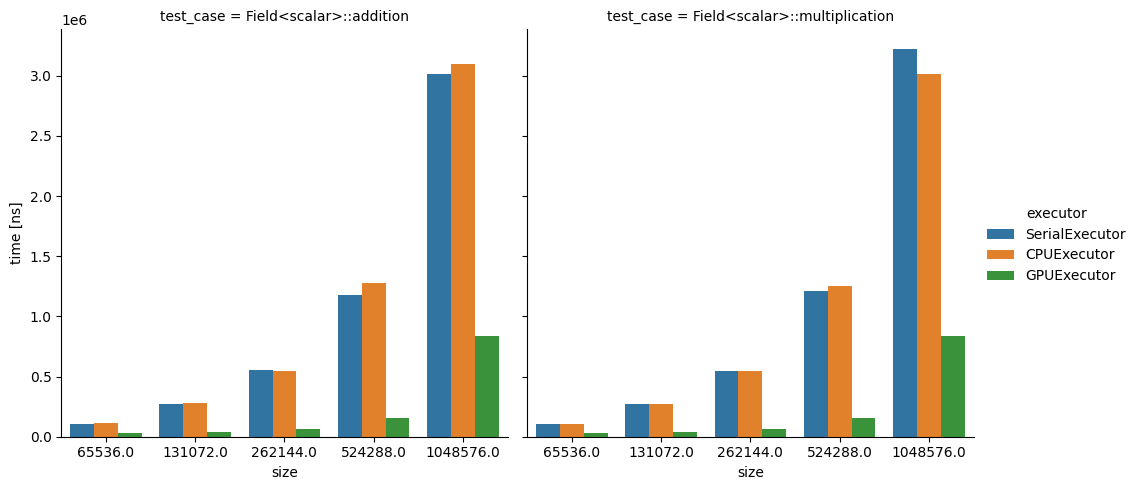 test_case = Field<scalar>::addition
test_case = Field<scalar>::multiplication
1e6
3.0
2.5
2.0
1.5
1.0
0.5
0.0
time [ns]
65536.0 131072.0 262144.0 524288.0 1048576.0
size
65536.0 131072.0 262144.0 524288.0 1048576.0
size
executor
SerialExecutor
CPUExecutor
GPUExecutor